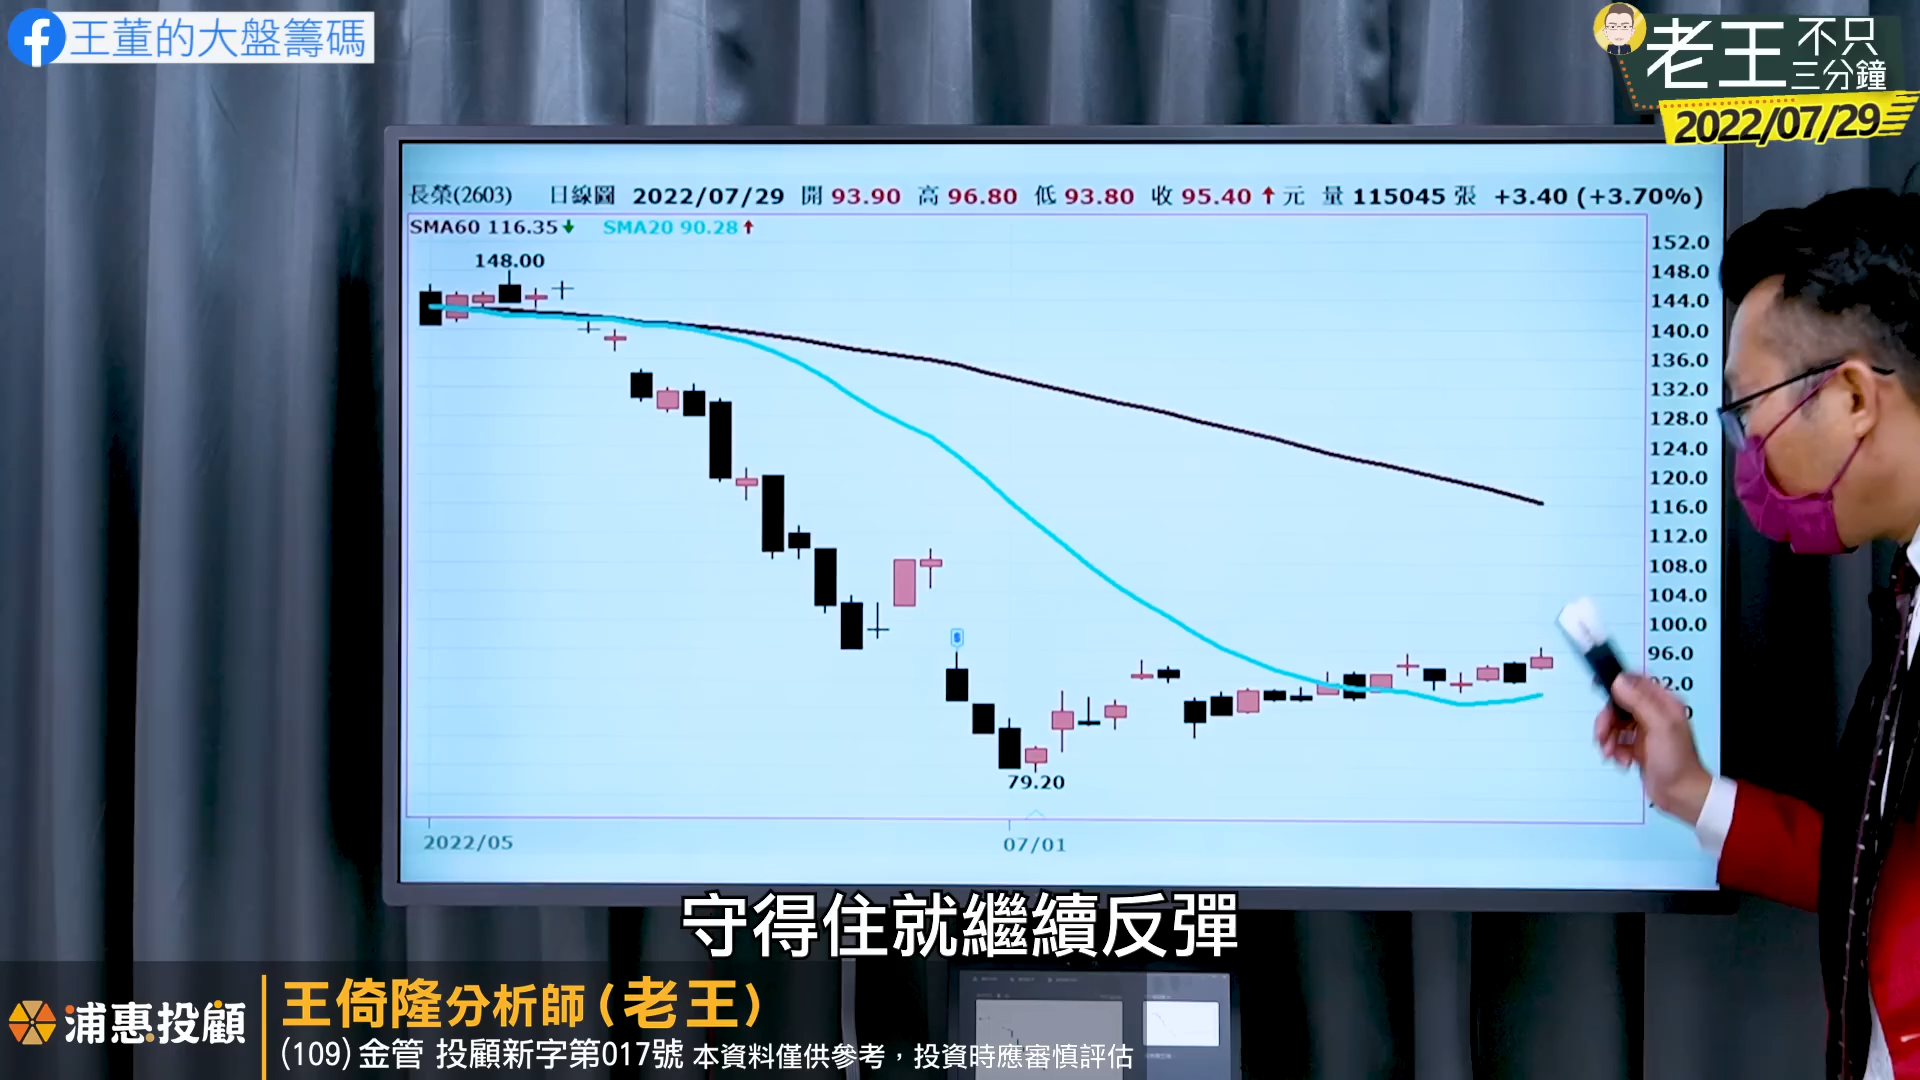 王董的大盤籌碼
老王 不只三分鐘
2022/07/29
長榮(2603) 日線圖 2022/07/29 開 93.90 高 96.80 低 93.80 收 95.40 ↑ 元 量 115045 張 +3.40 (+3.70%)
SMA60 116.35↓ SMA20 90.28↑
148.00
152.0
148.0
144.0
140.0
136.0
132.0
128.0
124.0
120.0
116.0
112.0
108.0
104.0
100.0
96.0
$
79.20
2022/05
07/01
守得住就繼續反彈
浦惠投顧
王倚隆分析師(老王)
(109)金管 投顧新字第017號 本資料僅供參考，投資時應審慎評估